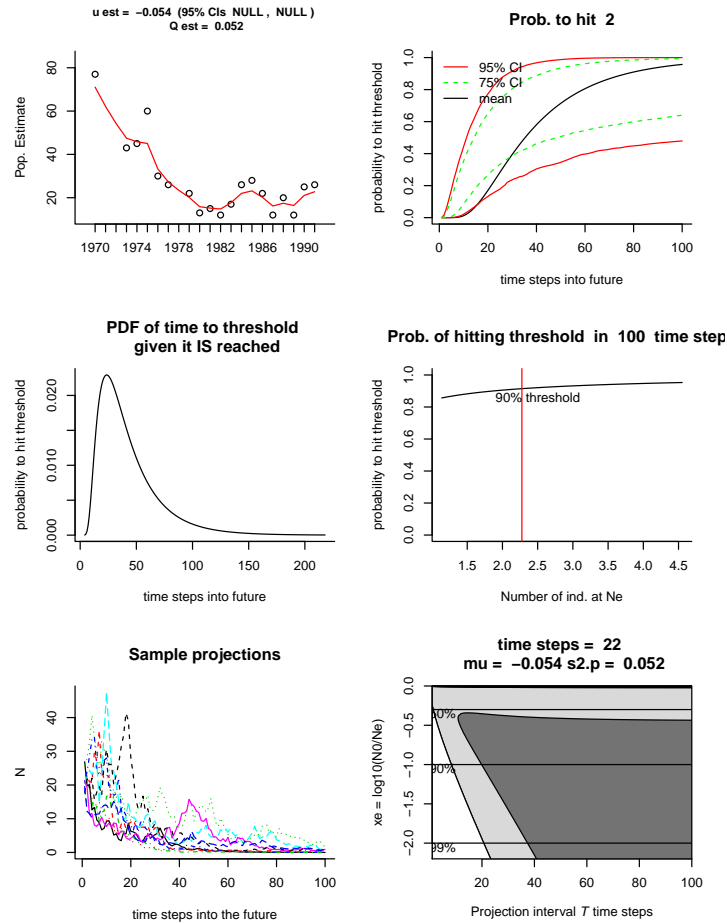 u est = −0.054 (95% CIs NULL , NULL )
Q est = 0.052
Pop. Estimate
80
60
40
20
1970 1974 1978 1982 1986 1990
Prob. to hit 2
probability to hit threshold
1.0
0.8
0.6
0.4
0.2
0.0
95% CI
75% CI
mean
0 20 40 60 80 100
time steps into future
PDF of time to threshold
given it IS reached
probability to hit threshold
0.020
0.010
0.000
0 50 100 150 200
time steps into future
Prob. of hitting threshold in 100 time step
probability to hit threshold
1.0
0.8
0.6
0.4
0.2
0.0
90% threshold
1.5 2.0 2.5 3.0 3.5 4.0 4.5
Number of ind. at Ne
Sample projections
N
40
30
20
10
0
0 20 40 60 80 100
time steps into the future
time steps = 22
mu = −0.054 s2.p = 0.052
xe = log10(N0/Ne)
0.0
−0.5
−1.0
−1.5
−2.0
90%
99%
20 40 60 80 100
Projection interval T time steps